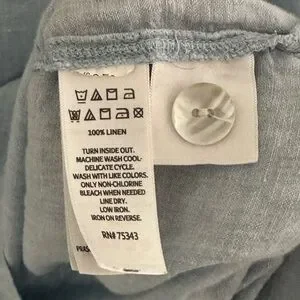 100% LINEN
TURN INSIDE OUT.
MACHINE WASH COOL-
DELICATE CYCLE.
WASH WITH LIKE COLORS.
ONLY NON-CHLORINE
BLEACH WHEN NEEDED
LINE DRY.
LOW IRON.
IRON ON REVERSE.
RN# 75343